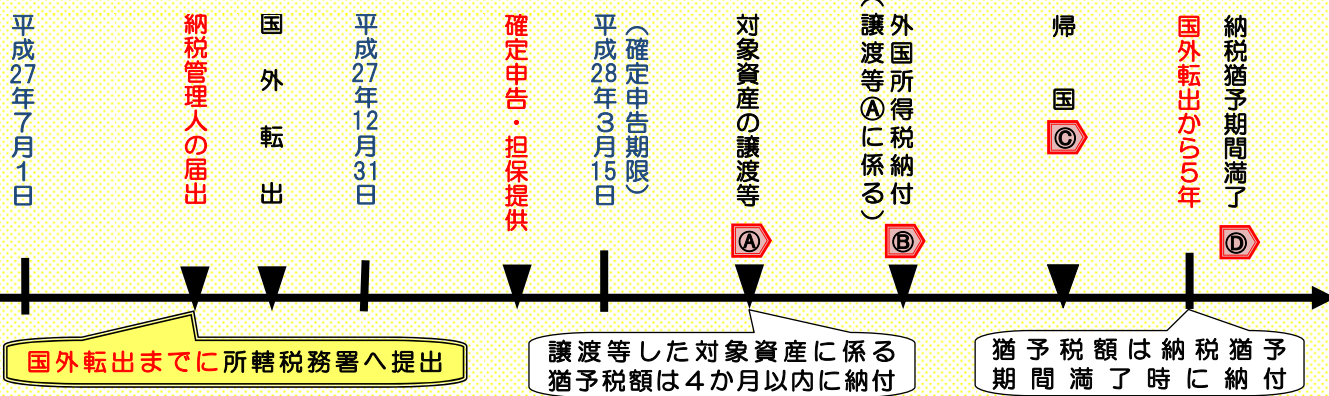 平成27年7月1日
納税管理人の届出
国外転出
平成27年12月31日
確定申告・担保提供
平成28年3月15日
（確定申告期限）
対象資産の譲渡等
Ⓐ
（譲渡等Ⓐに係る）
外国所得税納付
Ⓑ
帰国
Ⓒ
国外転出から５年
納税猶予期間満了
Ⓓ
国外転出までに所轄税務署へ提出
譲渡等した対象資産に係る
猶予税額は４か月以内に納付
猶予税額は納税猶予
期間満了時に納付